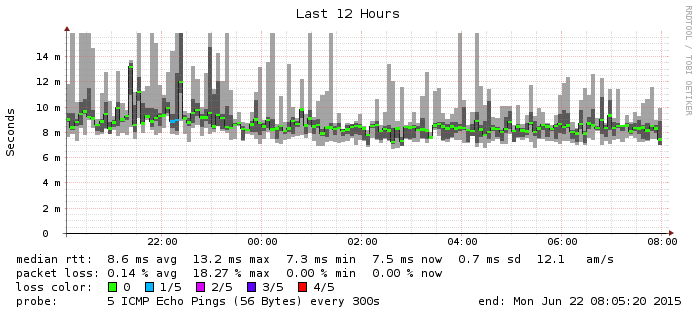 Last 12 Hours
RRDTOOL / TOBI OETIKER
Seconds
14 m
12 m
10 m
8 m
6 m
4 m
2 m
0
22:00 00:00 02:00 04:00 06:00 08:00
median rtt: 8.6 ms avg 13.2 ms max 7.3 ms min 7.5 ms now 0.7 ms sd 12.1 am/s
packet loss: 0.14 % avg 18.27 % max 0.00 % min 0.00 % now
loss color: 0 1/5 2/5 3/5 4/5
probe: 5 ICMP Echo Pings (56 Bytes) every 300s end: Mon Jun 22 08:05:20 2015